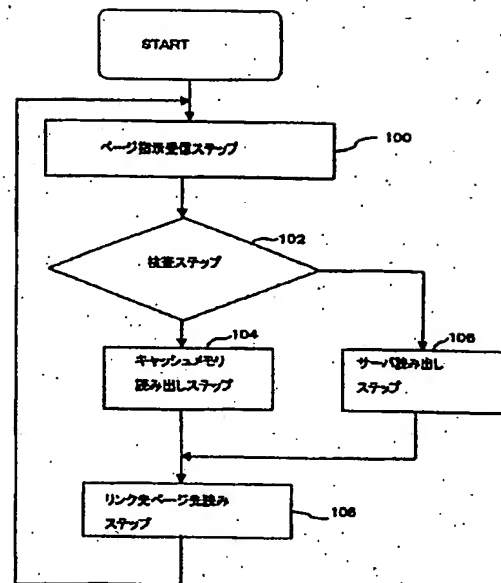 START
ページ指示受信ステップ
100
検査ステップ
102
104
キャッシュメモリ
読み出しステップ
106
サーバ読み出し
ステップ
リンク先ページ先読み
ステップ
108